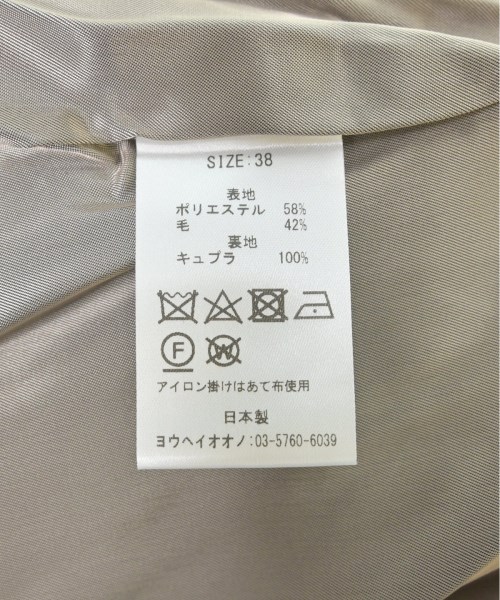 SIZE:38
表地
ポリエステル 58%
毛 42%
裏地
キュプラ 100%
F W
アイロン掛けはあて布使用
日本製
ヨウヘイオオノ:03-5760-6039